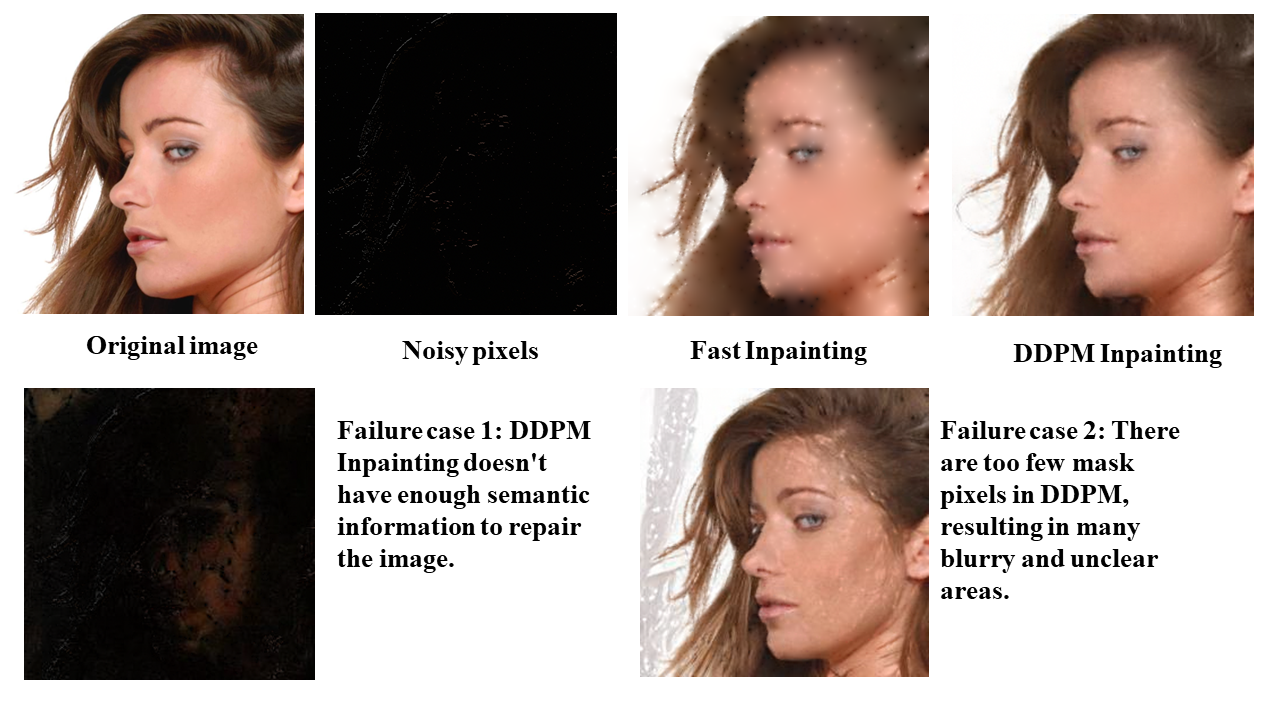 Original image
Noisy pixels
Fast Inpainting
DDPM Inpainting
Failure case 1: DDPM
Inpainting doesn't
have enough semantic
information to repair
the image.
Failure case 2: There
are too few mask
pixels in DDPM,
resulting in many
blurry and unclear
areas.